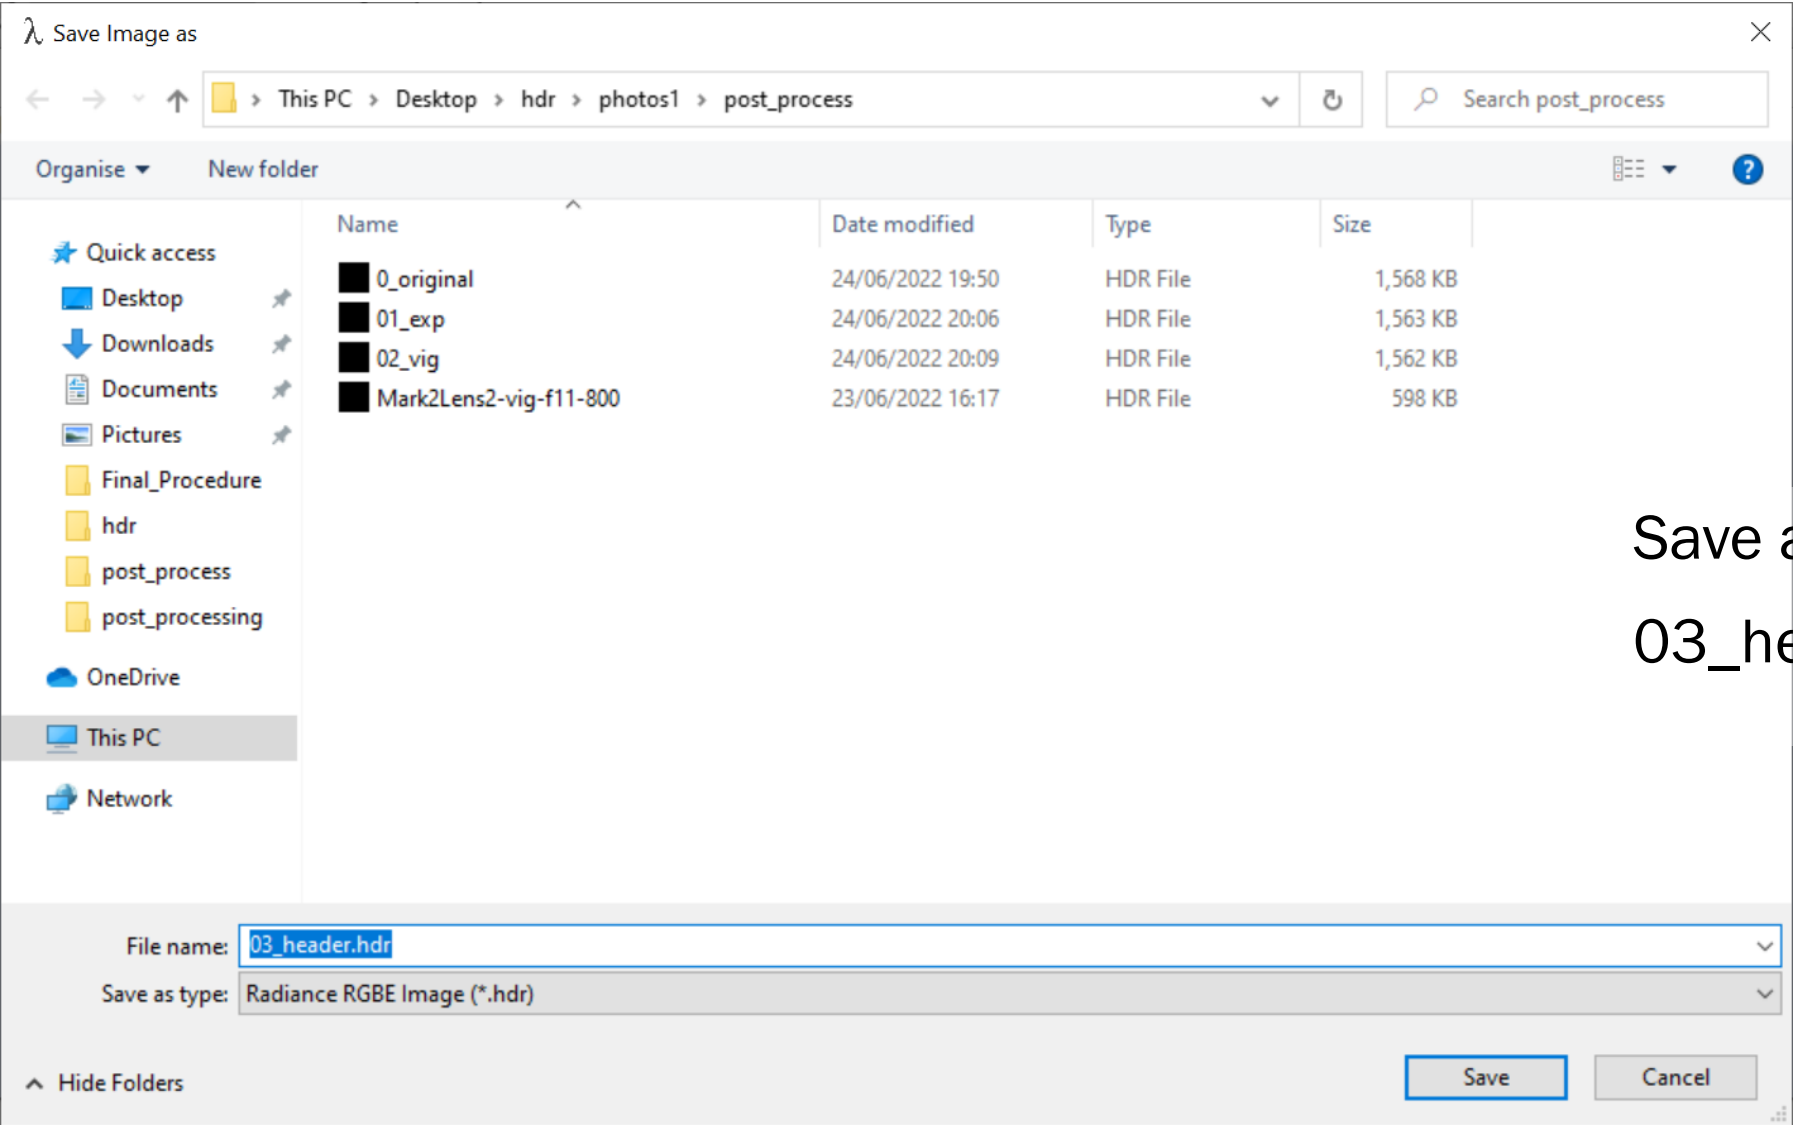 λ Save Image as
This PC > Desktop > hdr > photos1 > post_process
Search post_process
Organise
New folder
?
Name Date modified Type Size
0_original 24/06/2022 19:50 HDR File 1,568 KB
01_exp 24/06/2022 20:06 HDR File 1,563 KB
02_vig 24/06/2022 20:09 HDR File 1,562 KB
Mark2Lens2-vig-f11-800 23/06/2022 16:17 HDR File 598 KB
Quick access
Desktop
Downloads
Documents
Pictures
Final_Procedure
hdr
post_process
post_processing
OneDrive
This PC
Network
Save
03_he
File name: 03_header.hdr
Save as type: Radiance RGBE Image (*.hdr)
Hide Folders
Save
Cancel